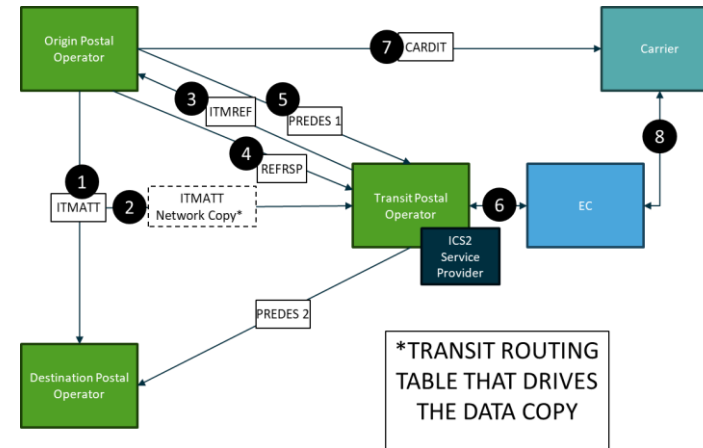 Origin Postal
Operator
7
CARDIT
Carrier
3
ITMREF
5
PREDES 1
4
REFRSP
8
1
ITMATT
2
ITMATT
Network Copy*
Transit Postal
Operator
6
EC
ICS2
Service
Provider
PREDES 2
Destination Postal
Operator
*TRANSIT ROUTING
TABLE THAT DRIVES
THE DATA COPY